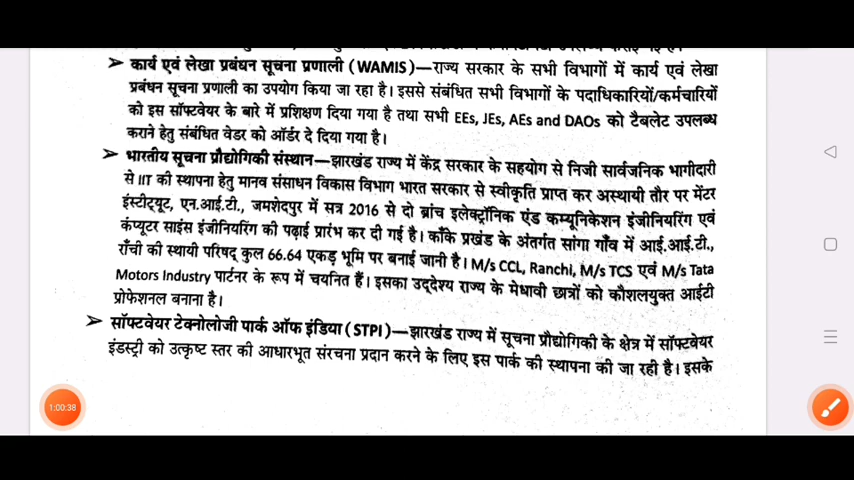 ➤ कार्य एवं लेखा प्रबंधन सूचना प्रणाली (WAMIS)—राज्य सरकार के सभी विभागों में कार्य एवं लेखा
प्रबंधन सूचना प्रणाली का उपयोग किया जा रहा है। इससे संबंधित सभी विभागों के पदाधिकारियों/कर्मचारियों
को इस सॉफ्टवेयर के बारे में प्रशिक्षण दिया गया है तथा सभी EEs, JEs, AEs and DAOs को टैबलेट उपलब्ध
कराने हेतु संबंधित वेडर को ऑर्डर दे दिया गया है।
➤ भारतीय सूचना प्रौद्योगिकी संस्थान—झारखंड राज्य में केंद्र सरकार के सहयोग से निजी सार्वजनिक भागीदारी
से IIT की स्थापना हेतु मानव संसाधन विकास विभाग भारत सरकार से स्वीकृति प्राप्त कर अस्थायी तौर पर मेंटर
इंस्टीट्यूट, एन.आई.टी., जमशेदपुर में सत्र 2016 से दो ब्रांच इलेक्ट्रॉनिक एंड कम्यूनिकेशन इंजीनियरिंग एवं
कंप्यूटर साइंस इंजीनियरिंग की पढ़ाई प्रारंभ कर दी गई है। काँके प्रखंड के अंतर्गत सांगा गाँव में आई.आई.टी.,
राँची की स्थायी परिषद् कुल 66.64 एकड़ भूमि पर बनाई जानी है। M/s CCL, Ranchi, M/s TCS एवं M/s Tata
Motors Industry पार्टनर के रूप में चयनित हैं। इसका उद्देश्य राज्य के मेधावी छात्रों को कौशलयुक्त आईटी
प्रोफेशनल बनाना है।
➤ सॉफ्टवेयर टेक्नोलोजी पार्क ऑफ इंडिया (STPI)—झारखंड राज्य में सूचना प्रौद्योगिकी के क्षेत्र में सॉफ्टवेयर
इंडस्ट्री को उत्कृष्ट स्तर की आधारभूत संरचना प्रदान करने के लिए इस पार्क की स्थापना की जा रही है। इसके
1:00:38